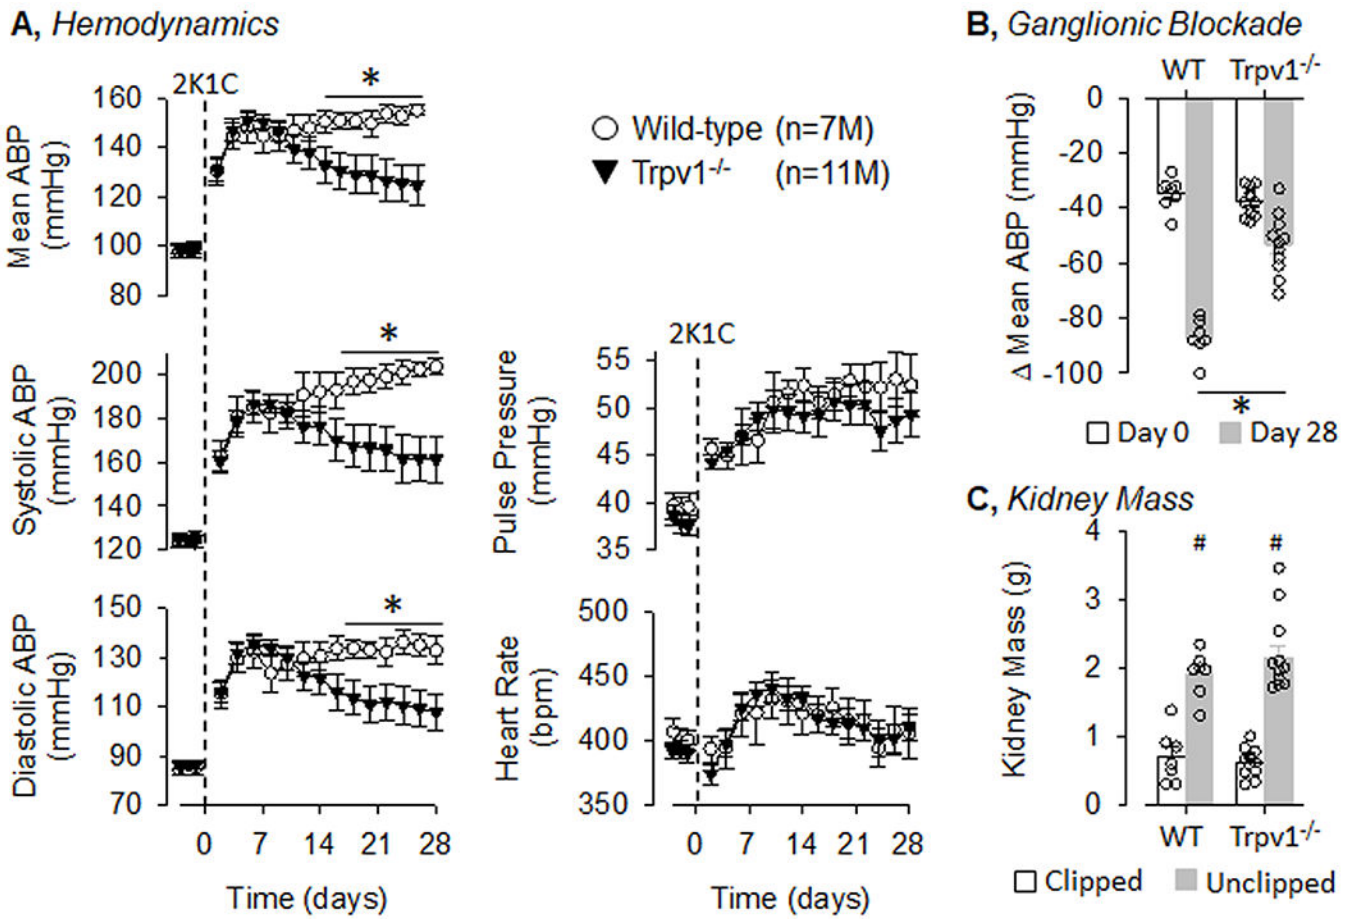 A, Hemodynamics
2K1C
*
160
140
120
100
80
Mean ABP
(mmHg)
Wild-type (n=7M)
Trpv1-/- (n=11M)
*
200
180
160
140
120
Systolic ABP
(mmHg)
*
150
130
110
90
70
Diastolic ABP
(mmHg)
0 7 14 21 28
Time (days)
2K1C
55
50
45
40
35
Pulse Pressure
(mmHg)
500
450
400
350
Heart Rate
(bpm)
0 7 14 21 28
Time (days)
B, Ganglionic Blockade
WT Trpv1-/-
0
-20
-40
-60
-80
-100
Δ Mean ABP (mmHg)
*
Day 0 Day 28
C, Kidney Mass
# #
4
3
2
1
0
Kidney Mass (g)
WT Trpv1-/-
Clipped Unclipped